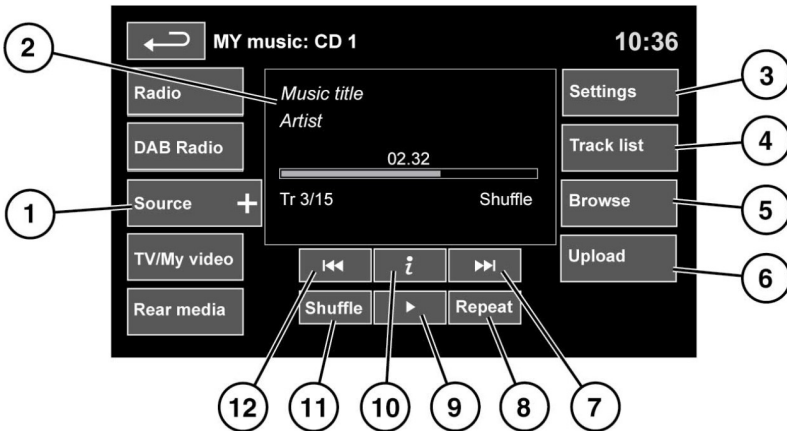 MY music: CD 1
10:36
Radio
DAB Radio
Source +
TV/My video
Rear media
Music title
Artist
02.32
Tr 3/15
Shuffle
Settings
Track list
Browse
Upload
i
Shuffle
Repeat
1
2
3
4
5
6
7
8
9
10
11
12